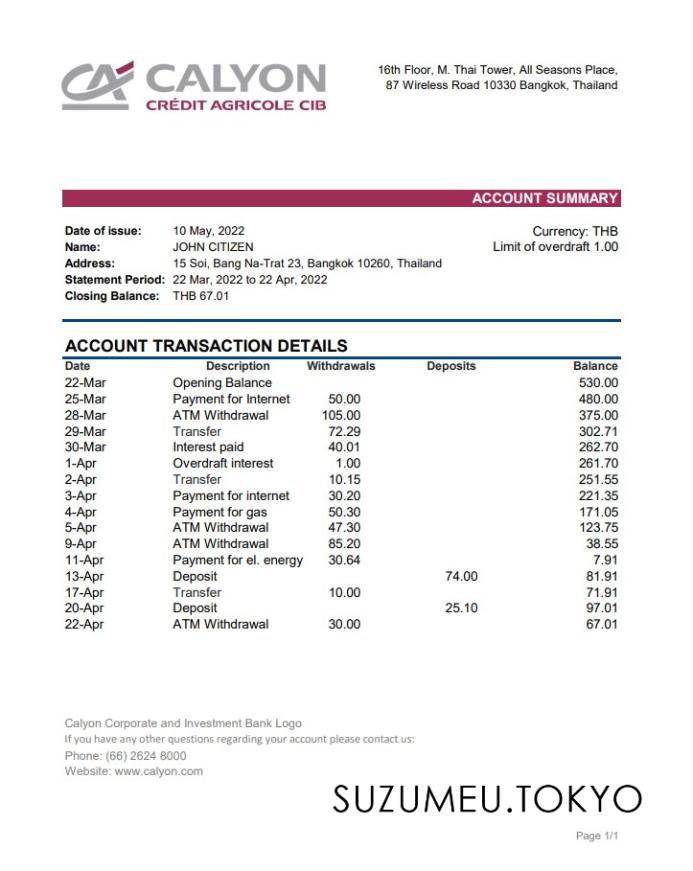 CALYON
CRÉDIT AGRICOLE CIB
16th Floor, M. Thai Tower, All Seasons Place,
87 Wireless Road 10330 Bangkok, Thailand
ACCOUNT SUMMARY
Date of issue: 10 May, 2022
Currency: THB
Name: JOHN CITIZEN
Limit of overdraft 1.00
Address: 15 Soi, Bang Na-Trat 23, Bangkok 10260, Thailand
Statement Period: 22 Mar, 2022 to 22 Apr, 2022
Closing Balance: THB 67.01
ACCOUNT TRANSACTION DETAILS
Date Description Withdrawals Deposits Balance
22-Mar Opening Balance 530.00
25-Mar Payment for Internet 50.00 480.00
28-Mar ATM Withdrawal 105.00 375.00
29-Mar Transfer 72.29 302.71
30-Mar Interest paid 40.01 262.70
1-Apr Overdraft interest 1.00 261.70
2-Apr Transfer 10.15 251.55
3-Apr Payment for internet 30.20 221.35
4-Apr Payment for gas 50.30 171.05
5-Apr ATM Withdrawal 47.30 123.75
9-Apr ATM Withdrawal 85.20 38.55
11-Apr Payment for el. energy 30.64 7.91
13-Apr Deposit 74.00 81.91
17-Apr Transfer 10.00 71.91
20-Apr Deposit 25.10 97.01
22-Apr ATM Withdrawal 30.00 67.01
Calyon Corporate and Investment Bank Logo
If you have any other questions regarding your account please contact us:
Phone: (66) 2624 8000
Website: www.calyon.com
SUZUMEU.TOKYO
Page 1/1